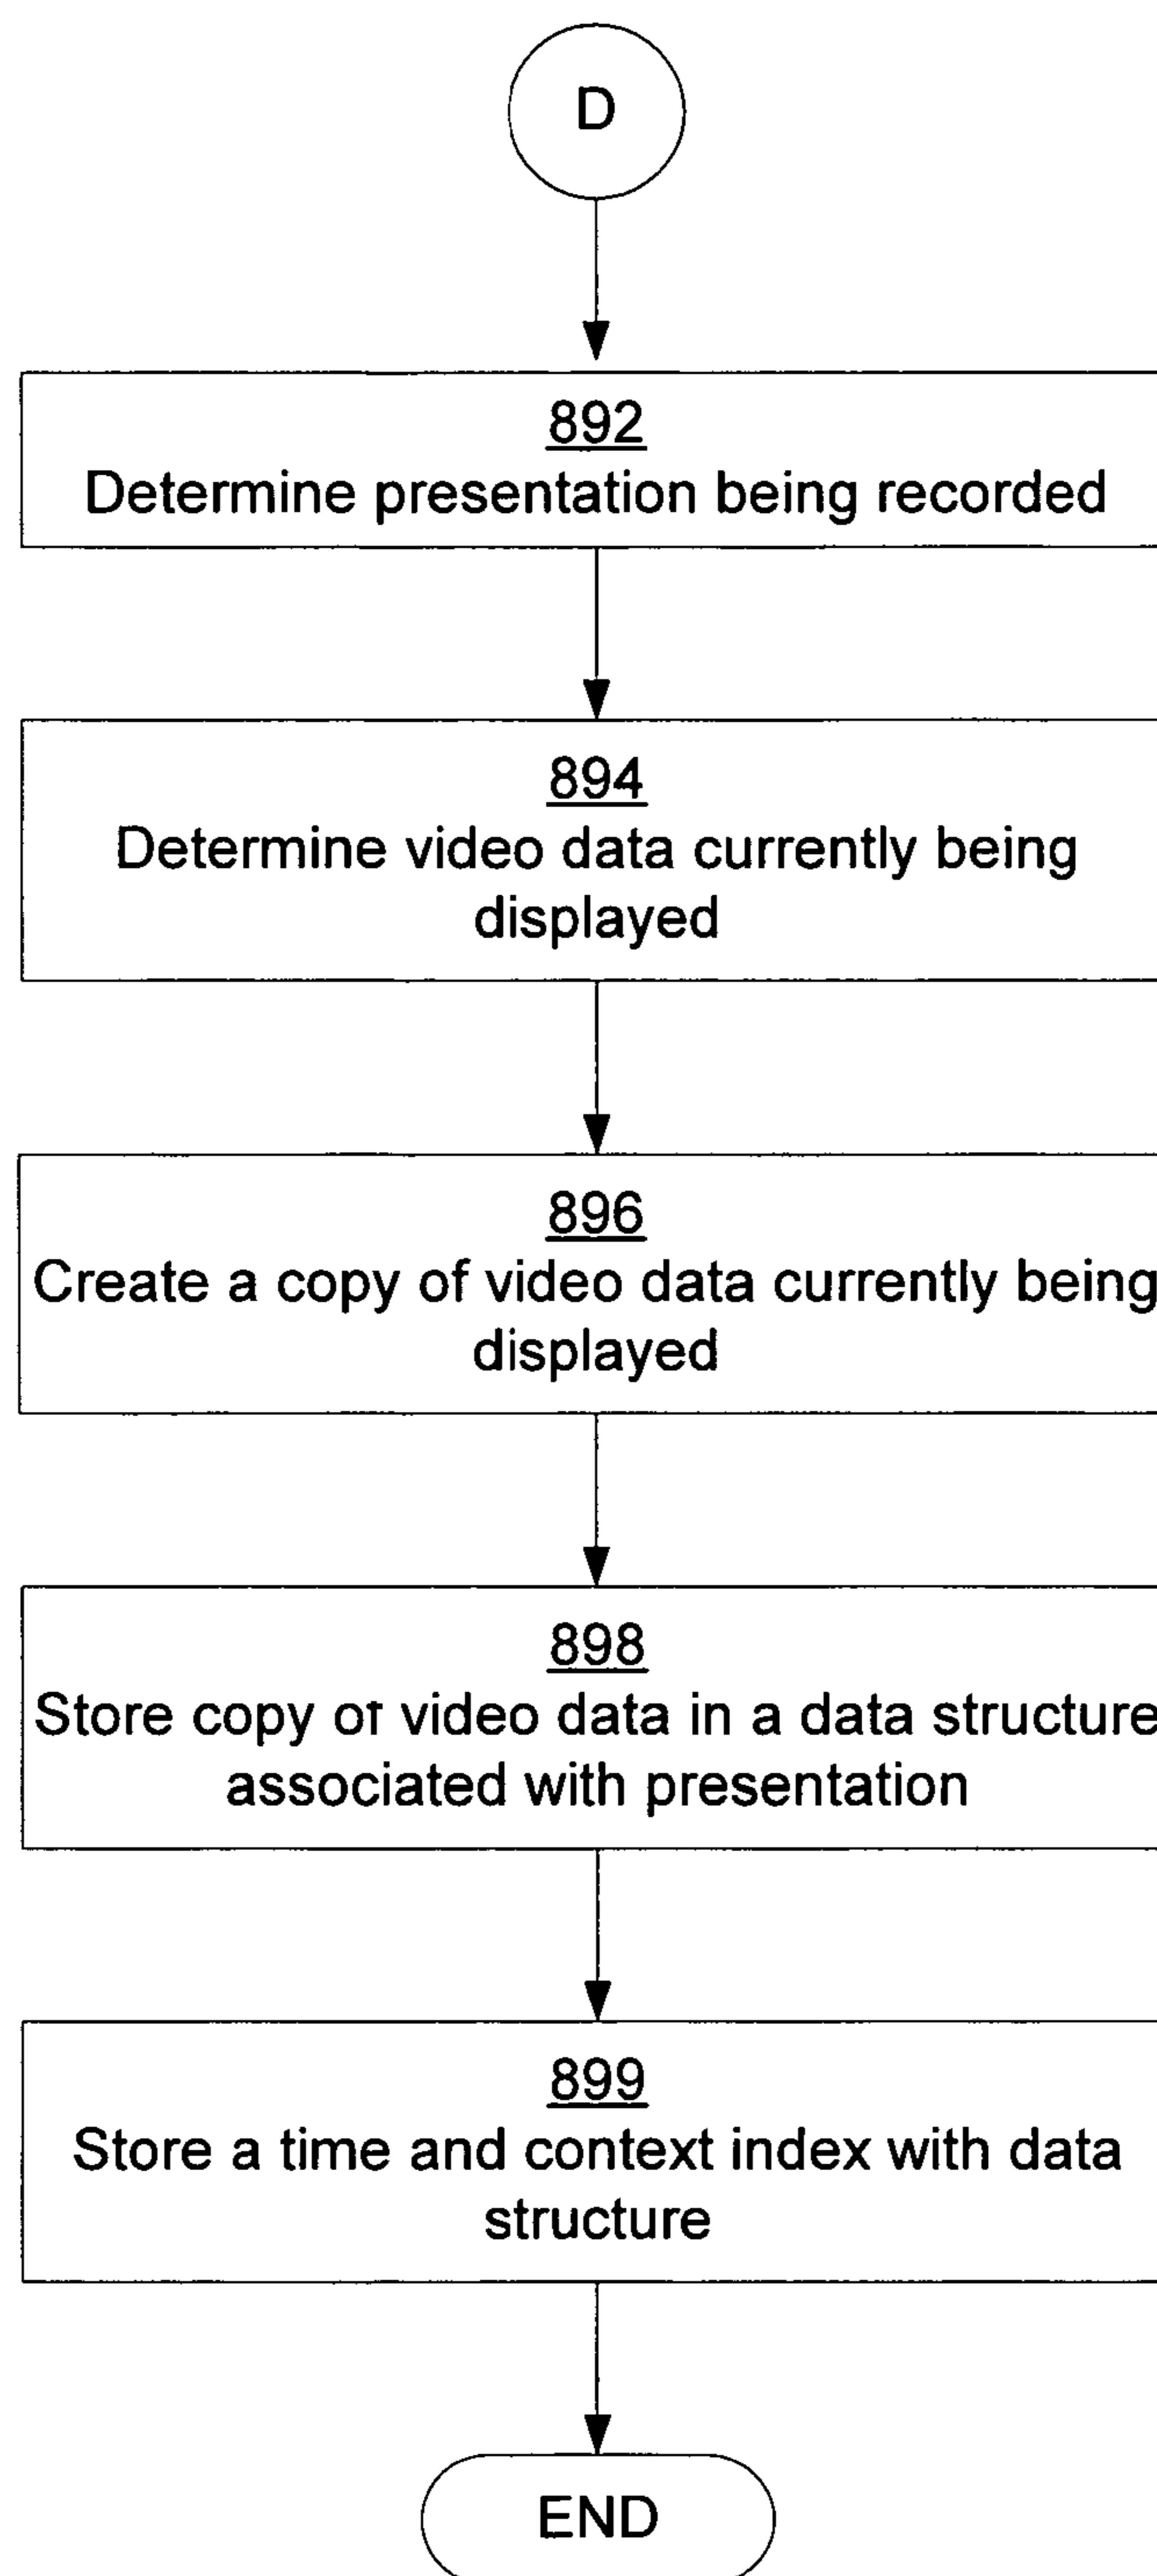 D
892
Determine presentation being recorded
894
Determine video data currently being
displayed
896
Create a copy of video data currently being
displayed
898
Store copy of video data in a data structure
associated with presentation
899
Store a time and context index with data
structure
END